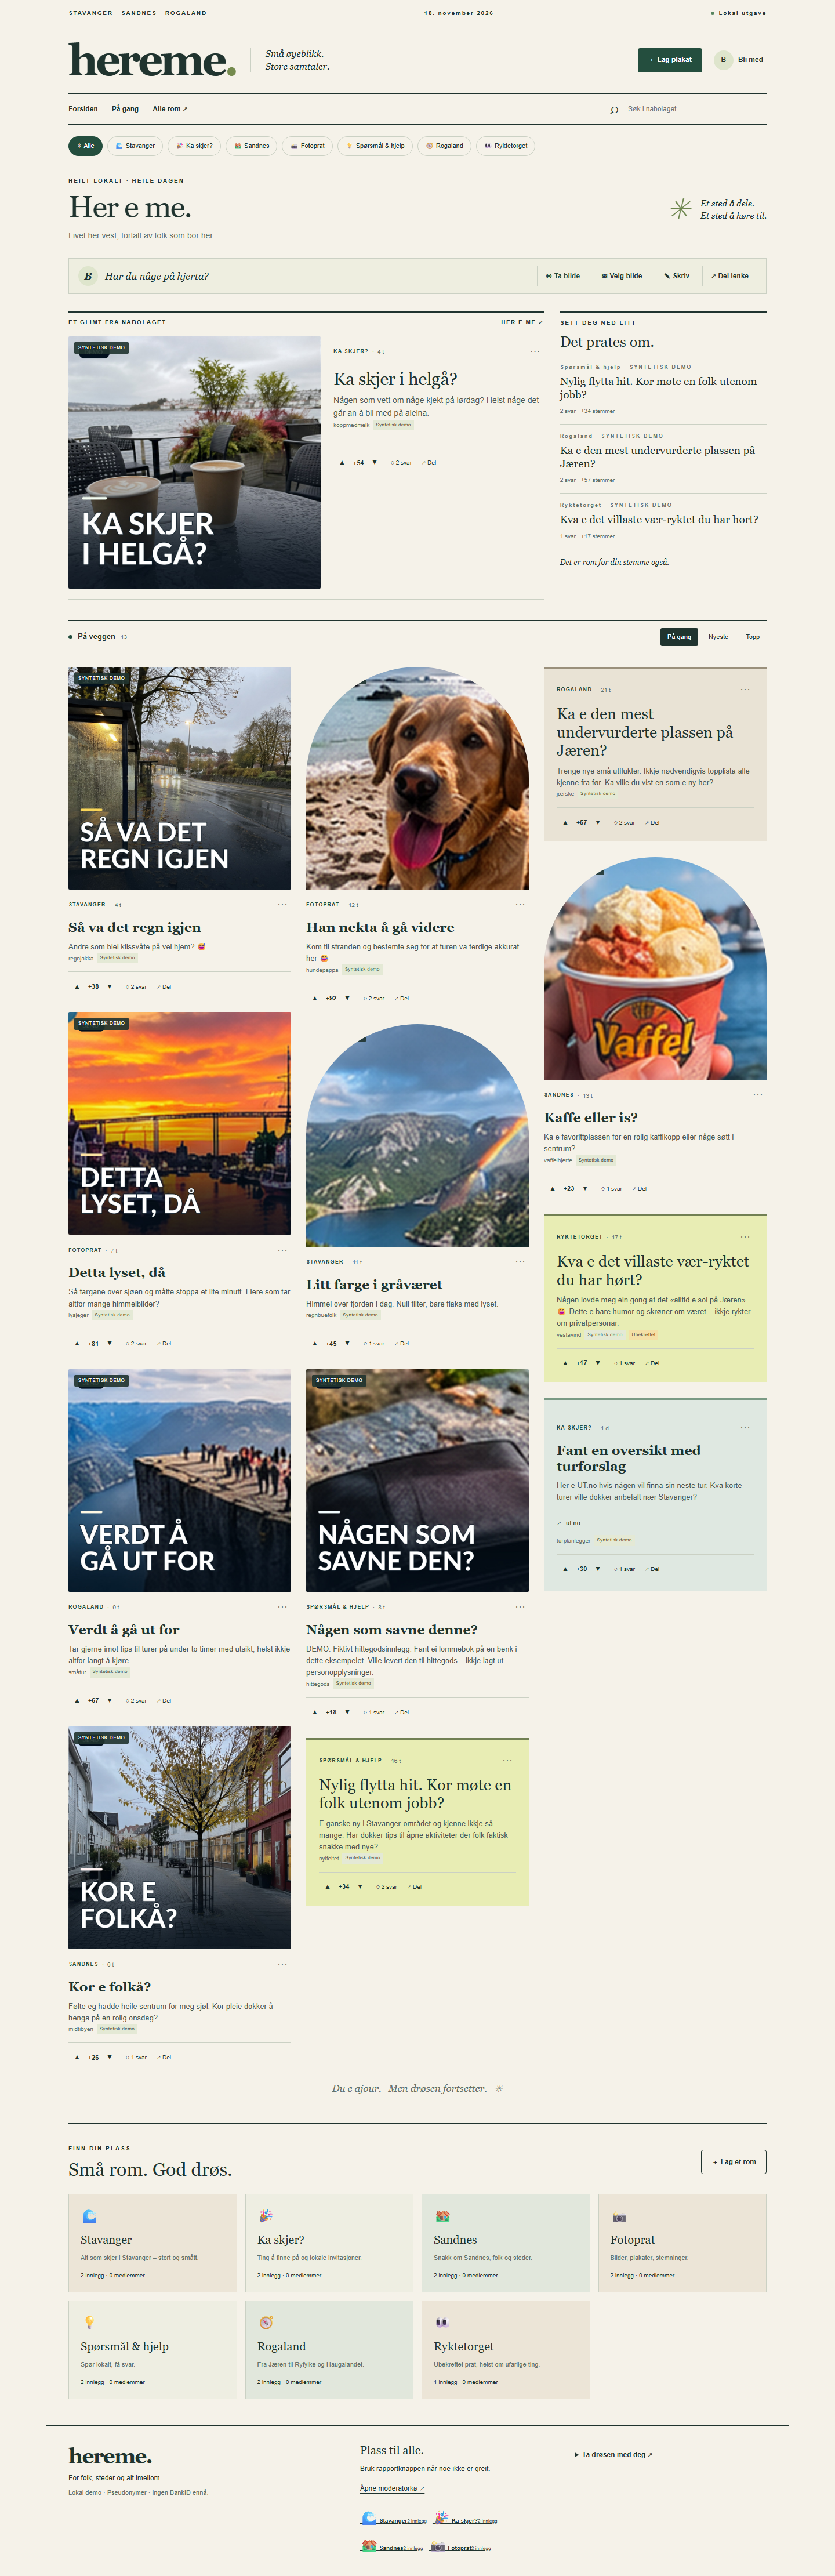 STAVANGER · SANDNES · ROGALAND
18. november 2026
Lokal utgave
hereme.
Små øyeblikk.
Store samtaler.
+ Lag plakat
B
Bli med
Forsiden
På gang
Alle rom ↗
Søk i nabolaget ...
✳ Alle
Stavanger
Ka skjer?
Sandnes
Fotoprat
Spørsmål & hjelp
Rogaland
Ryktetorget
HEILT LOKALT · HEILE DAGEN
Her e me.
Livet her vest, fortalt av folk som bor her.
Et sted å dele.
Et sted å høre til.
B
Har du någe på hjerta?
Ta bilde
Velg bilde
Skriv
↗ Del lenke
ET GLIMT FRA NABOLAGET
HER E ME ↙
SYNTETISK DEMO
KA SKJER
I HELGÅ?
KA SKJER? · 4 t
Ka skjer i helgå?
Någen som vett om någe kjekt på lørdag? Helst någe det
går an å bli med på aleina.
koppmedmelk Syntetisk demo
▲ +54 ▼ 2 svar ↗ Del
SETT DEG NED LITT
Det prates om.
Spørsmål & hjelp · SYNTETISK DEMO
Nylig flytta hit. Kor møte en folk utenom
jobb?
2 svar · +34 stemmer
Rogaland · SYNTETISK DEMO
Ka e den mest undervurderte plassen på
Jæren?
2 svar · +57 stemmer
Ryktetorget · SYNTETISK DEMO
Kva e det villaste vær-ryktet du har hørt?
1 svar · +17 stemmer
Det er rom for din stemme også.
På veggen 13
På gang
Nyeste
Topp
SYNTETISK DEMO
SÅ VA DET
REGN IGJEN
STAVANGER · 4 t
Så va det regn igjen
Andre som blei klissvåte på vei hjem?
regnjakka Syntetisk demo
▲ +38 ▼ 2 svar ↗ Del
SYNTETISK DEMO
DETTA
LYSET, DÅ
FOTOPRAT · 7 t
Detta lyset, då
Så fargane over sjøen og måtte stoppa et lite minutt. Flere som tar
altfor mange himmelbilder?
lysjeger Syntetisk demo
▲ +81 ▼ 2 svar ↗ Del
SYNTETISK DEMO
VERDT Å
GÅ UT FOR
ROGALAND · 9 t
Verdt å gå ut for
Tar gjerne imot tips til turer på under to timer med utsikt, helst ikkje
altfor langt å kjøre.
småtur Syntetisk demo
▲ +67 ▼ 2 svar ↗ Del
SYNTETISK DEMO
KOR E
FOLKÅ?
SANDNES · 6 t
Kor e folkå?
Følte eg hadde heile sentrum for meg sjøl. Kor pleie dokker å
henga på en rolig onsdag?
midtibyen Syntetisk demo
▲ +26 ▼ 1 svar ↗ Del
FOTOPRAT · 12 t
Han nekta å gå videre
Kom til stranden og bestemte seg for at turen va ferdige akkurat
her
hundepappa Syntetisk demo
▲ +92 ▼ 2 svar ↗ Del
STAVANGER · 11 t
Litt farge i gråværet
Himmel over fjorden i dag. Null filter, bare flaks med lyset.
regnbuefolk Syntetisk demo
▲ +45 ▼ 1 svar ↗ Del
SYNTETISK DEMO
NÅGEN SOM
SAVNE DEN?
SPØRSMÅL & HJELP · 8 t
Någen som savne denne?
DEMO: Fiktivt hittegodsinnlegg. Fant ei lommebok på en benk i
dette eksempelet. Ville levert den til hittegods – ikkje lagt ut
personopplysninger.
hittegods Syntetisk demo
▲ +18 ▼ 1 svar ↗ Del
SPØRSMÅL & HJELP · 16 t
Nylig flytta hit. Kor møte en
folk utenom jobb?
E ganske ny i Stavanger-området og kjenne ikkje så
mange. Har dokker tips til åpne aktiviteter der folk faktisk
snakke med nye?
nyifeltet Syntetisk demo
▲ +34 ▼ 2 svar ↗ Del
ROGALAND · 21 t
Ka e den mest
undervurderte plassen på
Jæren?
Trenge nye små utflukter. Ikkje nødvendigvis topplista alle
kjenne fra før. Ka ville du vist en som e ny her?
jærske Syntetisk demo
▲ +57 ▼ 2 svar ↗ Del
Vaffel
SANDNES · 13 t
Kaffe eller is?
Ka e favorittplassen for en rolig kaffikopp eller någe søtt i
sentrum?
vaffelhjerte Syntetisk demo
▲ +23 ▼ 1 svar ↗ Del
RYKTETORGET · 17 t
Kva e det villaste vær-ryktet
du har hørt?
Någen lovde meg ein gong at det «alltid e sol på Jæren»
Dette e bare humor og skrøner om været – ikkje rykter
om privatpersonar.
vestavind Syntetisk demo Ubekreftet
▲ +17 ▼ 1 svar ↗ Del
KA SKJER? · 1 d
Fant en oversikt med
turforslag
Her e UT.no hvis någen vil finna sin neste tur. Kva korte
turer ville dokker anbefalt nær Stavanger?
↗ ut.no
turplanlegger Syntetisk demo
▲ +30 ▼ 1 svar ↗ Del
Du e ajour. Men drøsen fortsetter. ✳
FINN DIN PLASS
Små rom. God drøs.
+ Lag et rom
Stavanger
Alt som skjer i Stavanger – stort og smått.
2 innlegg · 0 medlemmer
Ka skjer?
Ting å finne på og lokale invitasjoner.
2 innlegg · 0 medlemmer
Sandnes
Snakk om Sandnes, folk og steder.
2 innlegg · 0 medlemmer
Fotoprat
Bilder, plakater, stemninger.
2 innlegg · 0 medlemmer
Spørsmål & hjelp
Spør lokalt, få svar.
2 innlegg · 0 medlemmer
Rogaland
Fra Jæren til Ryfylke og Haugalandet.
2 innlegg · 0 medlemmer
Ryktetorget
Ubekreftet prat, helst om ufarlige ting.
1 innlegg · 0 medlemmer
hereme.
For folk, steder og alt imellom.
Lokal demo · Pseudonymer · Ingen BankID ennå
Plass til alle.
Bruk rapportknappen når noe ikke er greit.
Åpne moderatorkø ↗
Stavanger 2 innlegg Ka skjer? 2 innlegg
Sandnes 2 innlegg Fotoprat 2 innlegg
▶ Ta drøsen med deg ↗